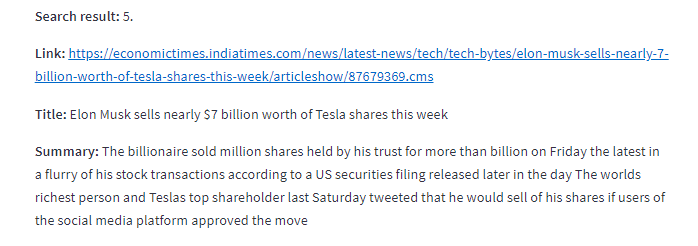 Search result: 5.
Link: https://economictimes.indiatimes.com/news/latest-news/tech/tech-bytes/elon-musk-sells-nearly-7-
billion-worth-of-tesla-shares-this-week/articleshow/87679369.cms
Title: Elon Musk sells nearly $7 billion worth of Tesla shares this week
Summary: The billionaire sold million shares held by his trust for more than billion on Friday the latest in
a flurry of his stock transactions according to a US securities filing released later in the day The worlds
richest person and Teslas top shareholder last Saturday tweeted that he would sell of his shares if users of
the social media platform approved the move